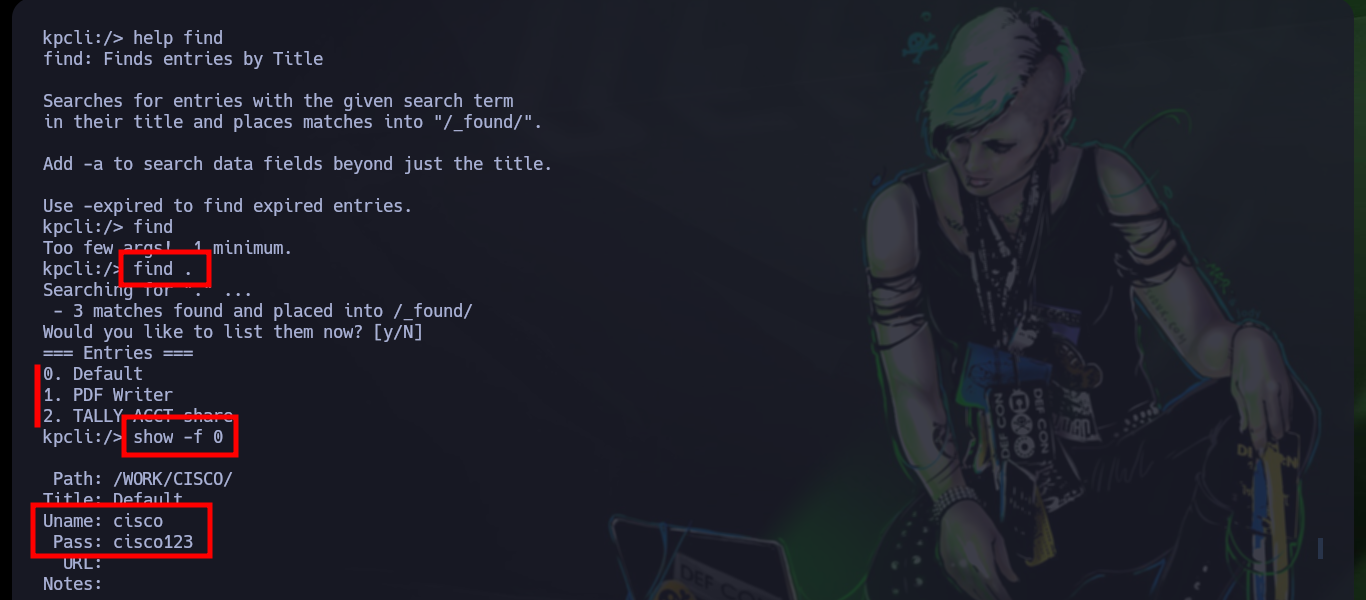 kpcli:/> help find
find: Finds entries by Title
Searches for entries with the given search term
in their title and places matches into "/_found/".
Add -a to search data fields beyond just the title.
Use -expired to find expired entries.
kpcli:/> find
Too few args!  1 minimum.
kpcli:/> find .
Searching for "." ...
 - 3 matches found and placed into /_found/
Would you like to list them now? [y/N]
=== Entries ===
0. Default
1. PDF Writer
2. TALLY ACCT share
kpcli:/> show -f 0
 Path: /WORK/CISCO/
Title: Default
Uname: cisco
 Pass: cisco123
  URL:
Notes:
DEF CON
DEF CON
DEF CON